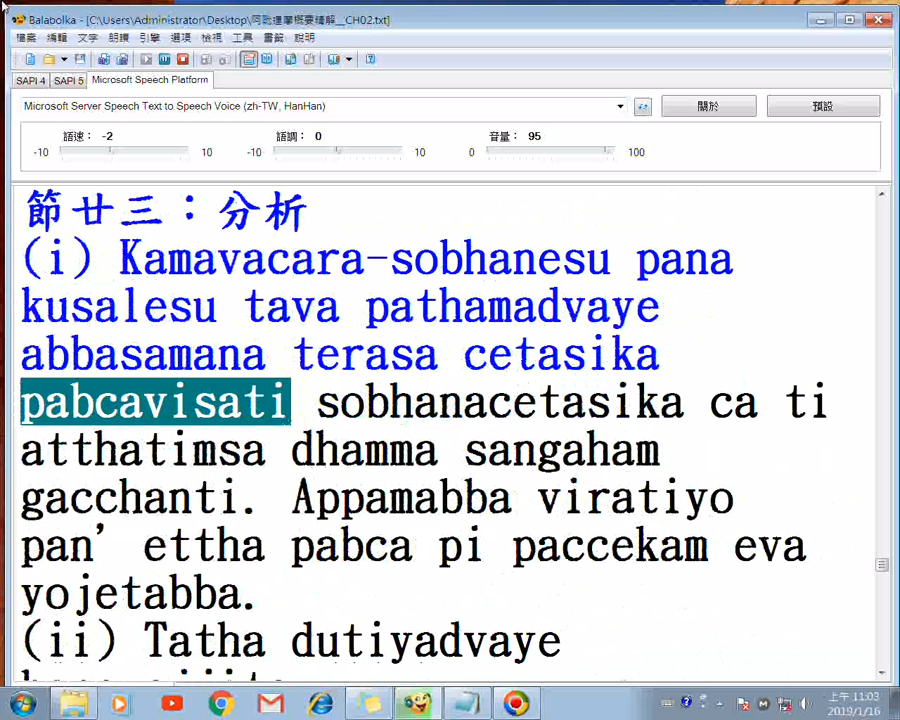 Balabolka - [C:\Users\Administrator\Desktop\阿毗達摩概要精解__CH02.txt]
檔案 編輯 文字 朗讀 引擎 選項 檢視 工具 書籤 說明
SAPI 4 SAPI 5 Microsoft Speech Platform
Microsoft Server Speech Text to Speech Voice (zh-TW, HanHan) 關於 預設
語速： -2 語調： 0 音量： 95
-10 10 -10 10 0 100
節廿三：分析
(i) Kamavacara-sobhanesu pana
kusalesu tava pathamadvaye
abbasamana terasa cetasika
pabcavisati sobhanacetasika ca ti
atthatimsa dhamma sangaham
gacchanti. Appamabba viratiyo
pan’ ettha pabca pi paccekam eva
yojetabba.
(ii) Tatha dutiyadvaye
上午 11:03
2019/1/16